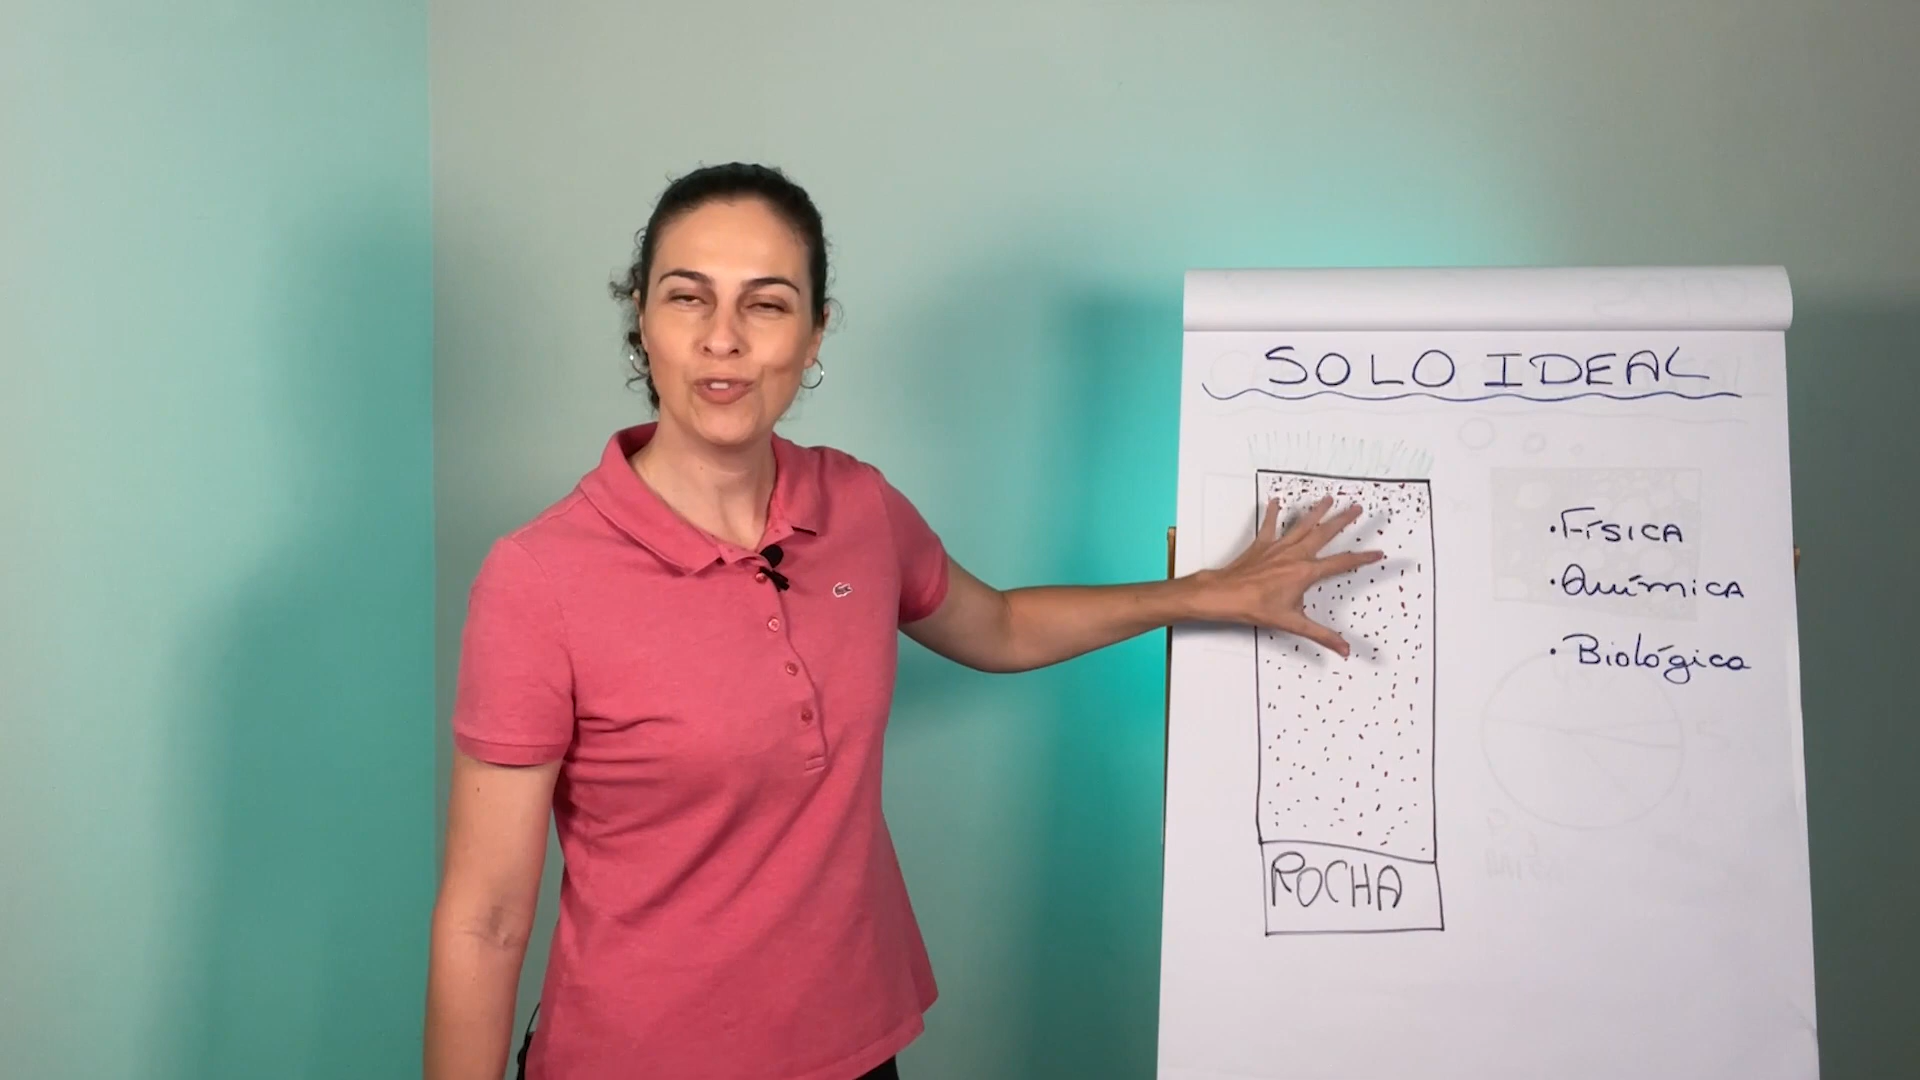 SOLO IDEAL
• FÍSICA
• Química
• Biológica
ROCHA